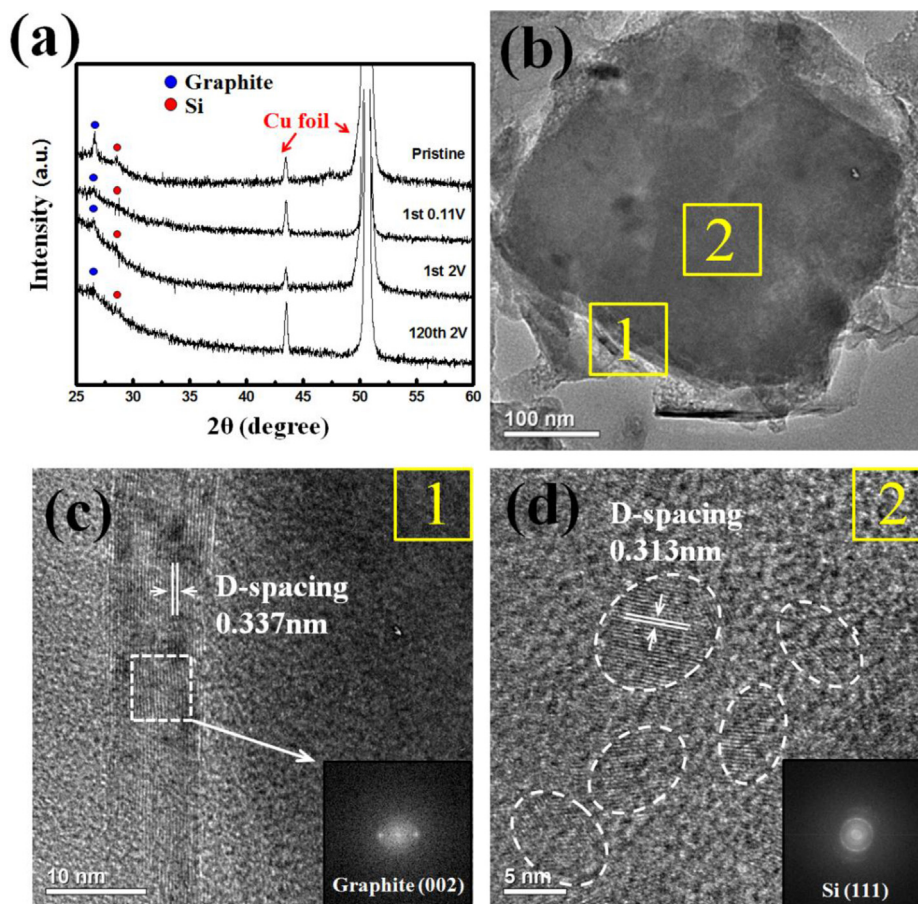 (a)
Graphite
Si
Cu foil
Pristine
1st 0.11V
1st 2V
120th 2V
Intensity (a.u.)
25 30 35 40 45 50 55 60
2θ (degree)
(b)
2
1
100 nm
(c)
1
D-spacing
0.337nm
10 nm
Graphite (002)
(d)
2
D-spacing
0.313nm
5 nm
Si (111)